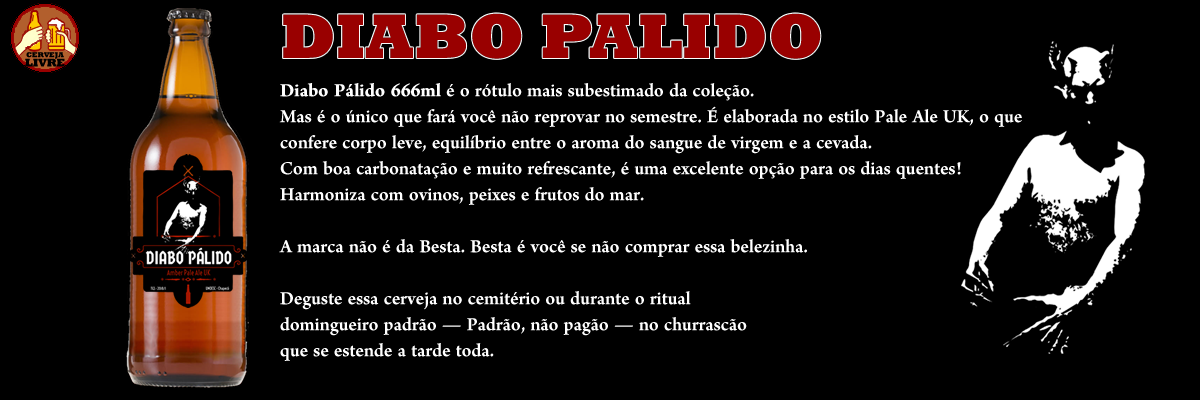 CERVEJA
LIVRE
DIABO PALIDO
Diabo Pálido 666ml é o rótulo mais subestimado da coleção.
Mas é o único que fará você não reprovar no semestre. É elaborada no estilo Pale Ale UK, o que
confere corpo leve, equilíbrio entre o aroma do sangue de virgem e a cevada.
Com boa carbonatação e muito refrescante, é uma excelente opção para os dias quentes!
Harmoniza com ovinos, peixes e frutos do mar.
A marca não é da Besta. Besta é você se não comprar essa belezinha.
Deguste essa cerveja no cemitério ou durante o ritual
domingueiro padrão — Padrão, não pagão — no churrascão
que se estende a tarde toda.
DIABO PÁLIDO
Amber Pale Ale UK